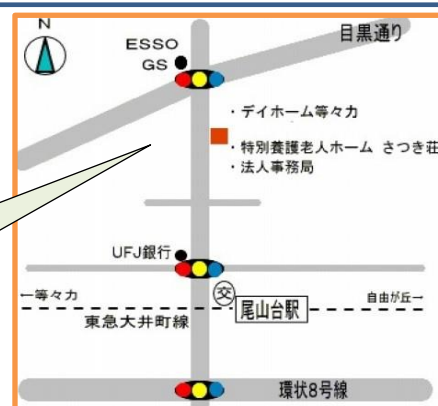 N
目黒通り
ESSO
GS
・デイホーム等々力
・特別養護老人ホーム さつき荘
・法人事務局
UFJ銀行
交
←等々力
尾山台駅
自由が丘→
東急大井町線
環状8号線